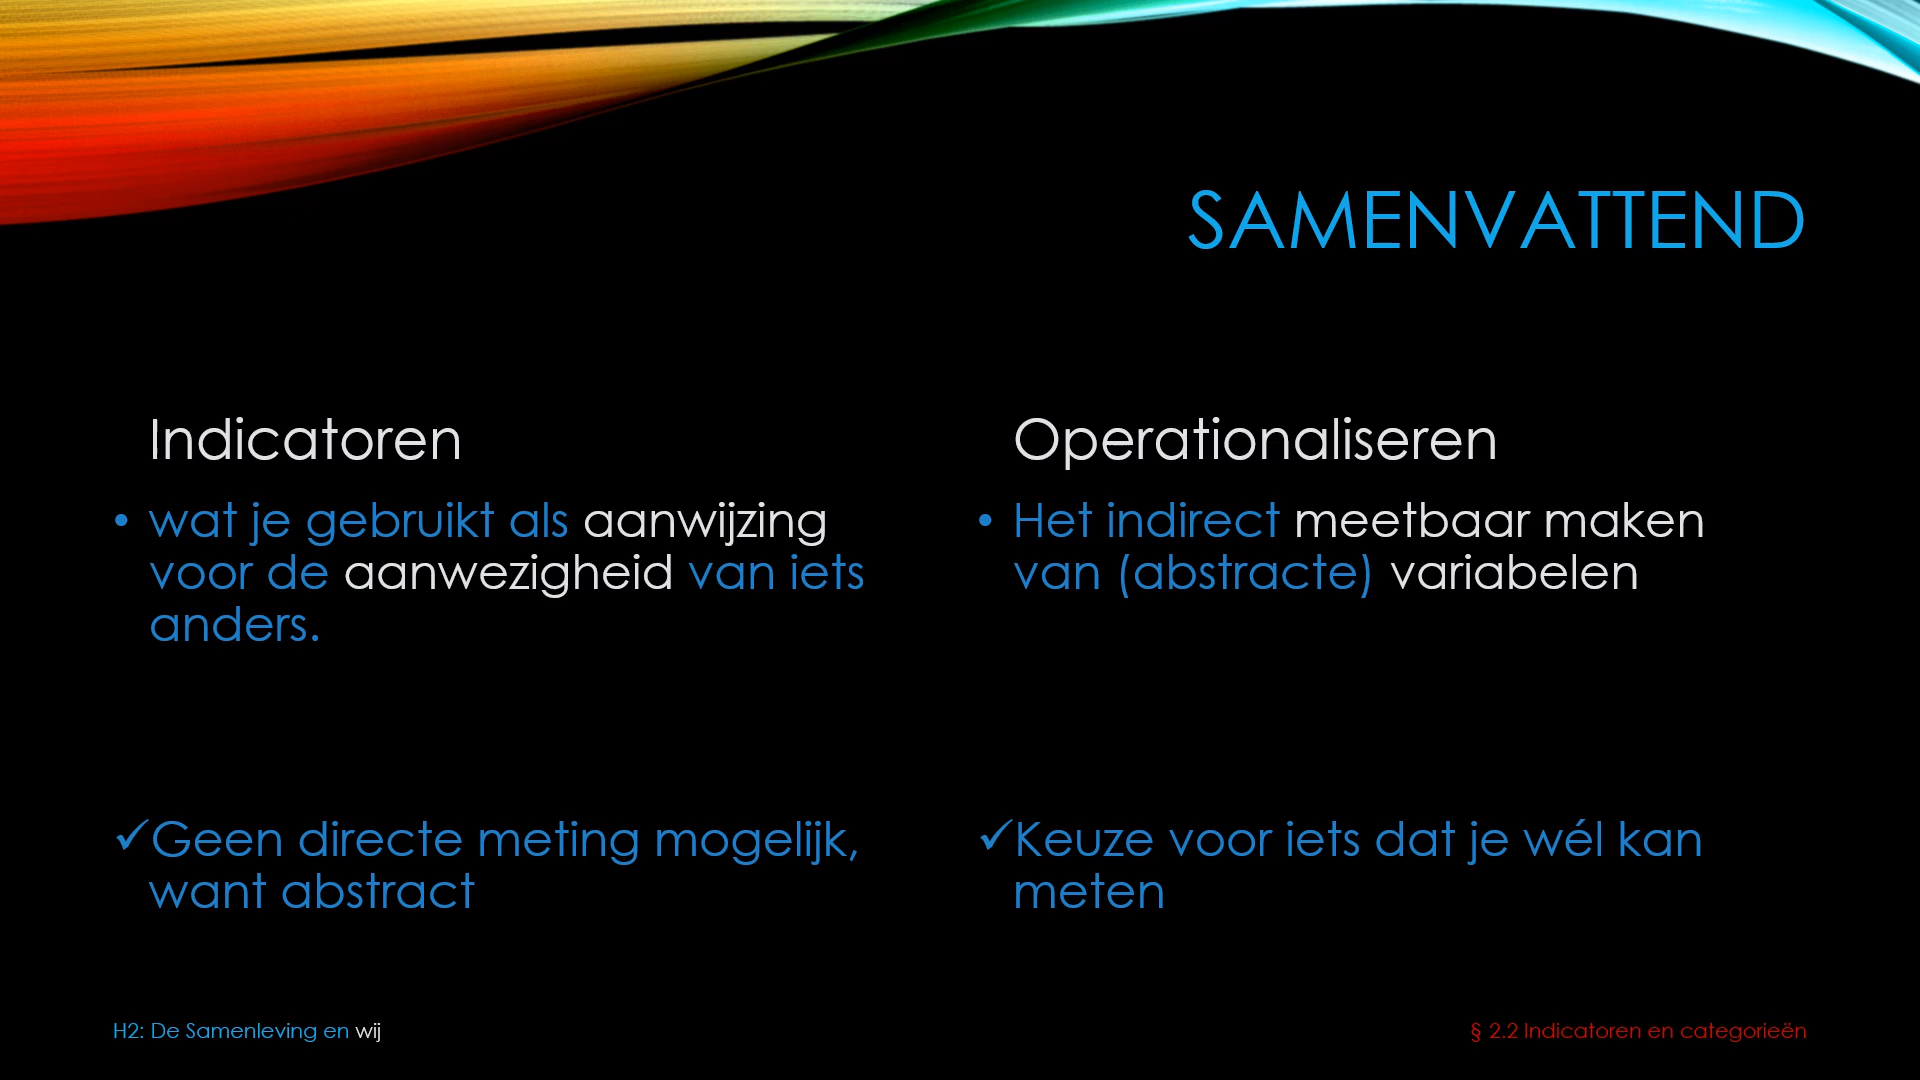 SAMENVATTEND
Indicatoren
• wat je gebruikt als aanwijzing
voor de aanwezigheid van iets
anders.
✓Geen directe meting mogelijk,
want abstract
Operationaliseren
• Het indirect meetbaar maken
van (abstracte) variabelen
✓Keuze voor iets dat je wél kan
meten
H2: De Samenleving en wij
§ 2.2 Indicatoren en categorieën